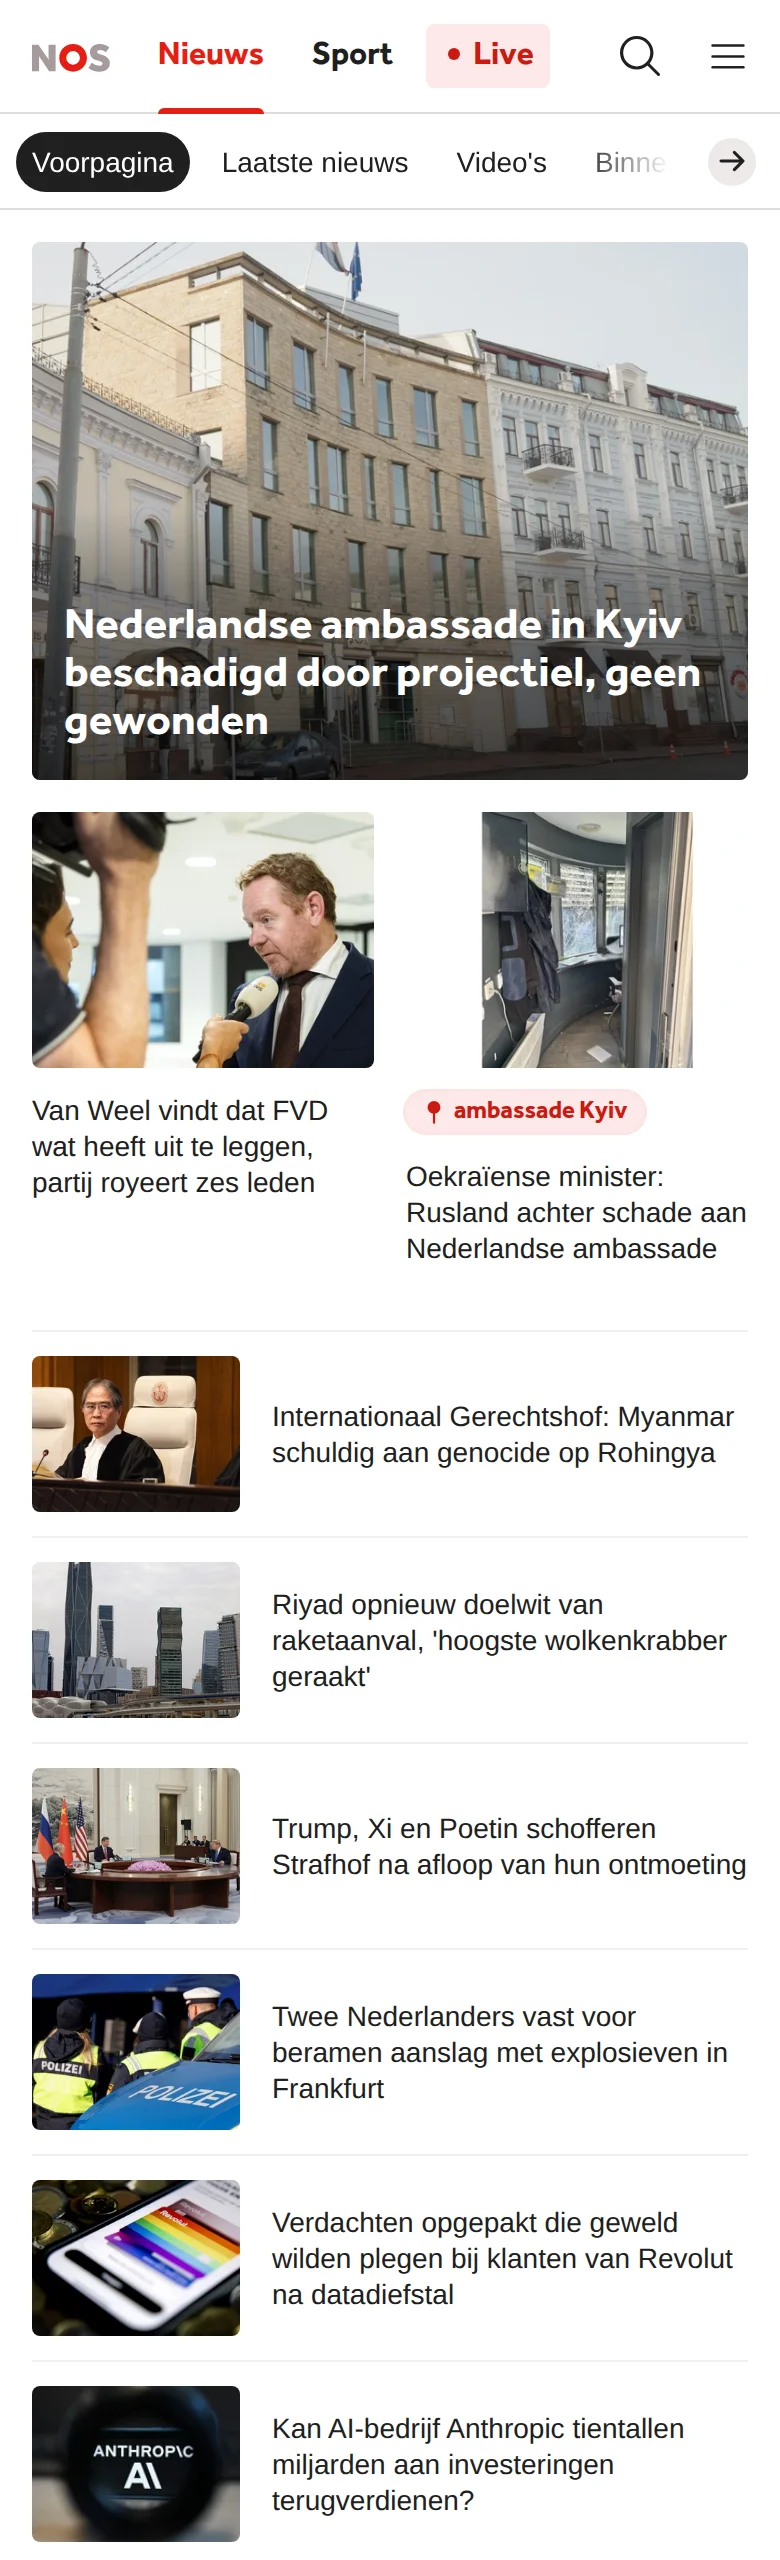 NOS
Nieuws
Sport
Live
Voorpagina
Laatste nieuws
Video's
Binne
Nederlandse ambassade in Kyiv
beschadigd door projectiel, geen
gewonden
Van Weel vindt dat FVD
wat heeft uit te leggen,
partij royeert zes leden
ambassade Kyiv
Oekraïense minister:
Rusland achter schade aan
Nederlandse ambassade
Internationaal Gerechtshof: Myanmar
schuldig aan genocide op Rohingya
Riyad opnieuw doelwit van
raketaanval, 'hoogste wolkenkrabber
geraakt'
Trump, Xi en Poetin schofferen
Strafhof na afloop van hun ontmoeting
POLIZEI
POLIZEI
Twee Nederlanders vast voor
beramen aanslag met explosieven in
Frankfurt
Revolut
Verdachten opgepakt die geweld
wilden plegen bij klanten van Revolut
na datadiefstal
ANTHROP\C
A\
Kan AI-bedrijf Anthropic tientallen
miljarden aan investeringen
terugverdienen?